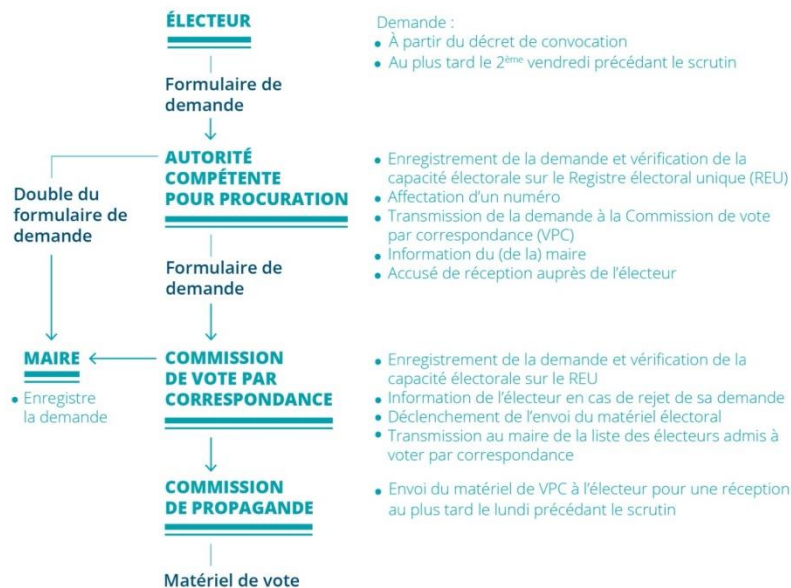 ÉLECTEUR
Demande :
• À partir du décret de convocation
• Au plus tard le 2ème vendredi précédant le scrutin
Formulaire de
demande
AUTORITÉ
COMPÉTENTE
POUR PROCURATION
• Enregistrement de la demande et vérification de la
capacité électorale sur le Registre électoral unique (REU)
• Affectation d'un numéro
• Transmission de la demande à la Commission de vote
par correspondance (VPC)
• Information du (de la) maire
• Accusé de réception auprès de l'électeur
Double du
formulaire de
demande
Formulaire de
demande
MAIRE
• Enregistre
la demande
COMMISSION
DE VOTE PAR
CORRESPONDANCE
• Enregistrement de la demande et vérification de la
capacité électorale sur le REU
• Information de l'électeur en cas de rejet de sa demande
• Déclenchement de l'envoi du matériel électoral
• Transmission au maire de la liste des électeurs admis à
voter par correspondance
COMMISSION
DE PROPAGANDE
• Envoi du matériel de VPC à l'électeur pour une réception
au plus tard le lundi précédant le scrutin
Matériel de vote